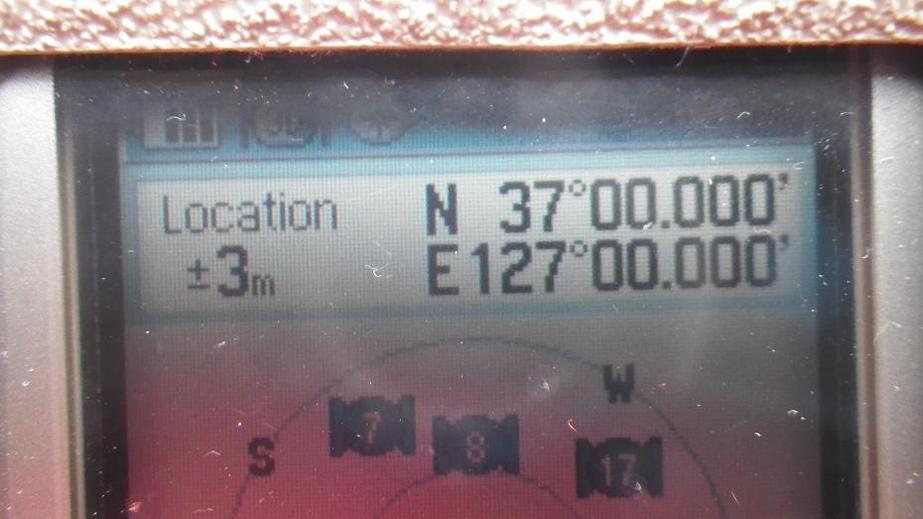 Location N 37°00.000'
±3m E127°00.000'
W
7
S 8 17